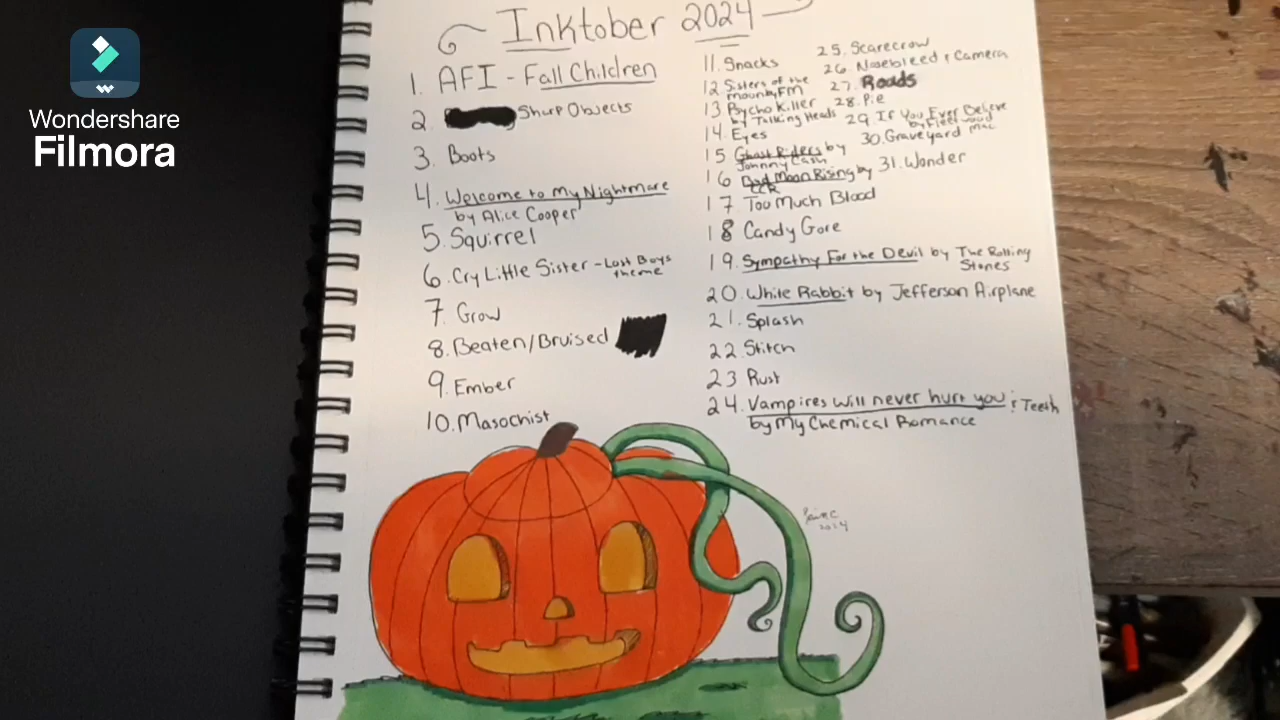 Wondershare
Filmora
Inktober 2024
1. AFI - Fall Children
2. Sharp Objects
3. Boots
4. Welcome to My Nightmare
by Alice Cooper
5. Squirrel
6. Cry Little Sister - Lost Boys
theme
7. Grow
8. Beaten/Bruised
9. Ember
10. Masochist
11. Snacks
12 Sisters of the
moon by FM
13 Psycho Killer
by Talking Heads
14. Eyes
15 Ghost Riders by
Johnny Cash
16 Bad Moon Rising by
CCR
17 Too Much Blood
18 Candy Gore
19. Sympathy For the Devil by The Rolling
Stones
20. White Rabbit by Jefferson Airplane
21. Splash
22. Stitch
23 Rust
24. Vampires will never hurt you & Teeth
by My Chemical Romance
25. Scarecrow
26. Nosebleed & Camera
27. Roads
28. Pie
29 If You Ever Believe
by Fleetwood
Mac
30. Graveyard
31. Wonder
2024